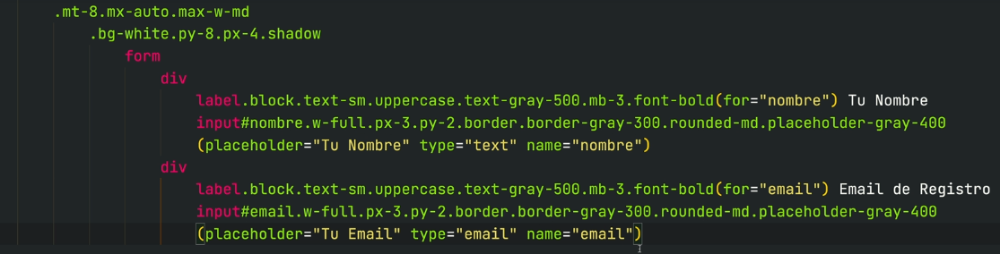 .mt-8.mx-auto.max-w-md
.bg-white.py-8.px-4.shadow
form
div
label.block.text-sm.uppercase.text-gray-500.mb-3.font-bold(for="nombre") Tu Nombre
input#nombre.w-full.px-3.py-2.border.border-gray-300.rounded-md.placeholder-gray-400
(placeholder="Tu Nombre" type="text" name="nombre")
div
label.block.text-sm.uppercase.text-gray-500.mb-3.font-bold(for="email") Email de Registro
input#email.w-full.px-3.py-2.border.border-gray-300.rounded-md.placeholder-gray-400
(placeholder="Tu Email" type="email" name="email")